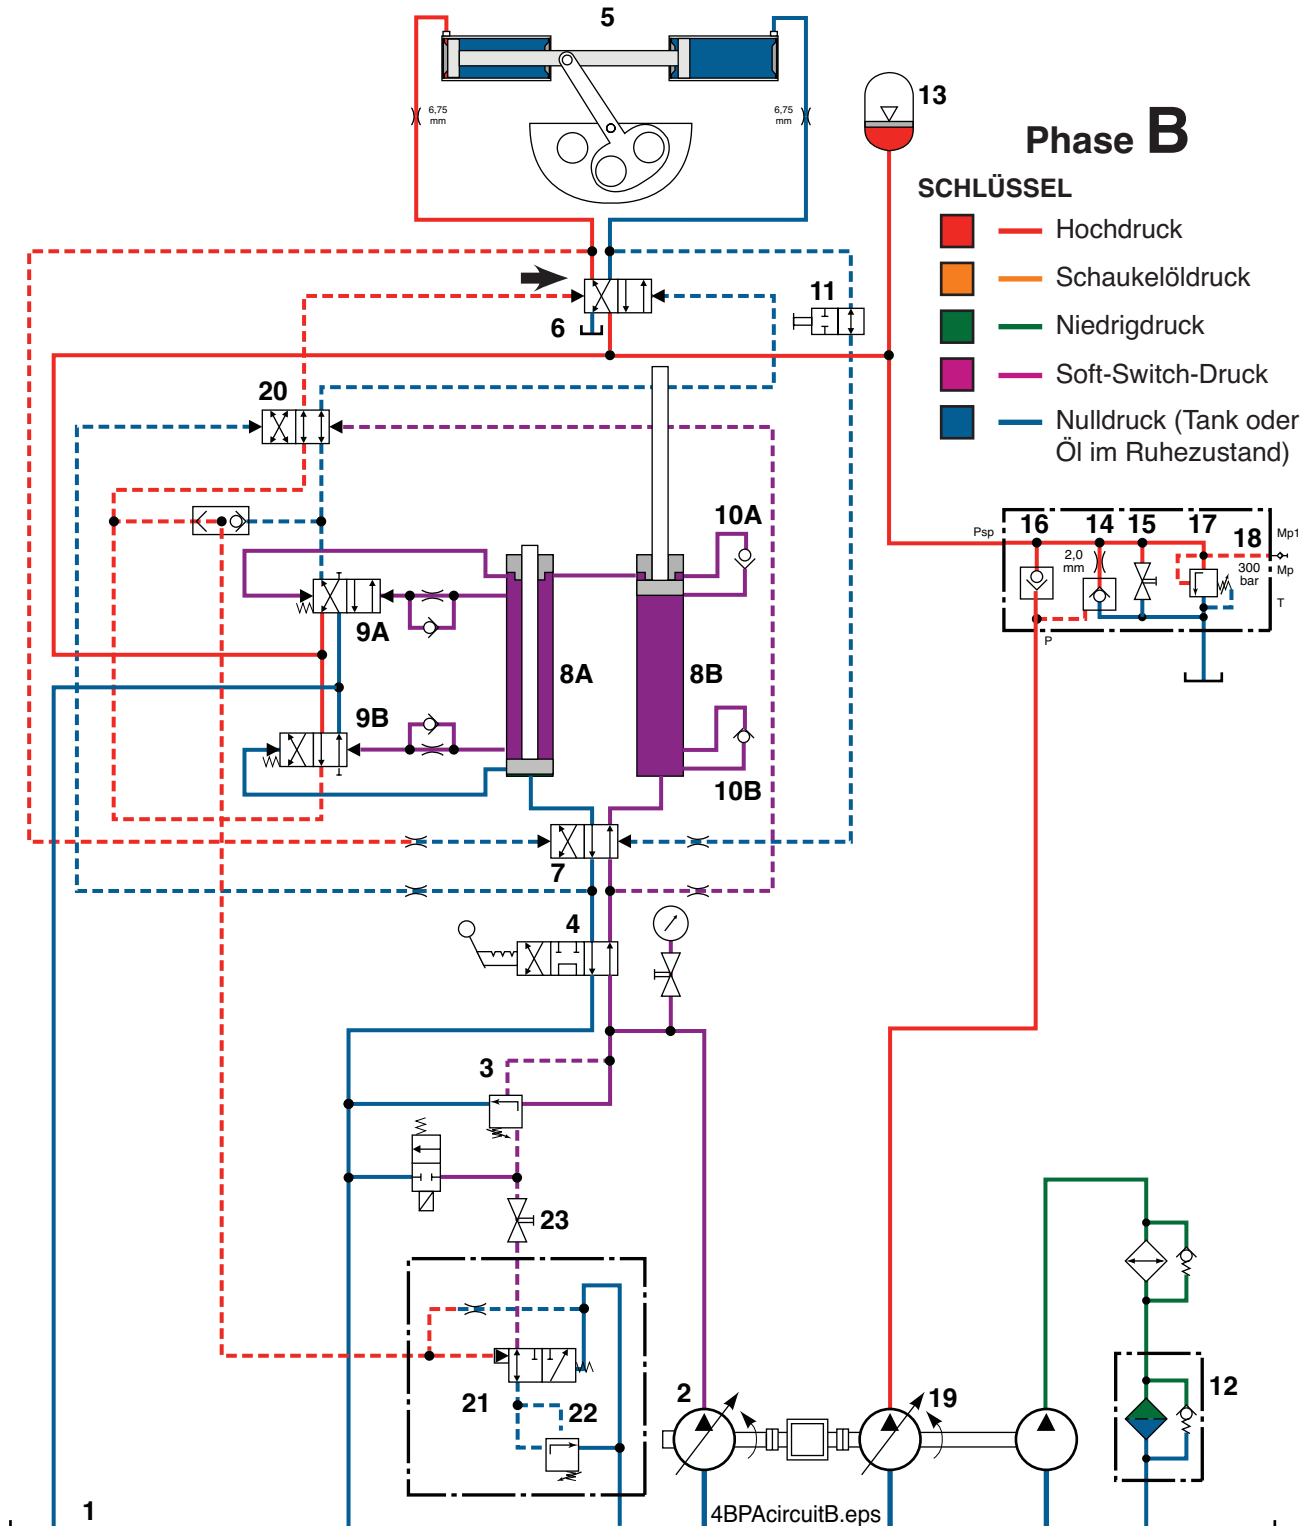 5
6,75
mm
6,75
mm
13
Phase B
SCHLÜSSEL
Hochdruck
Schaukelöldruck
Niedrigdruck
Soft-Switch-Druck
Nulldruck (Tank oder
Öl im Ruhezustand)
11
6
20
10A
Psp
16
14
15
17
18
Mp1
2,0
mm
300
bar
Mp
T
P
9A
8A
8B
9B
10B
7
4
3
23
21
22
2
19
12
1
4BPAcircuitB.eps